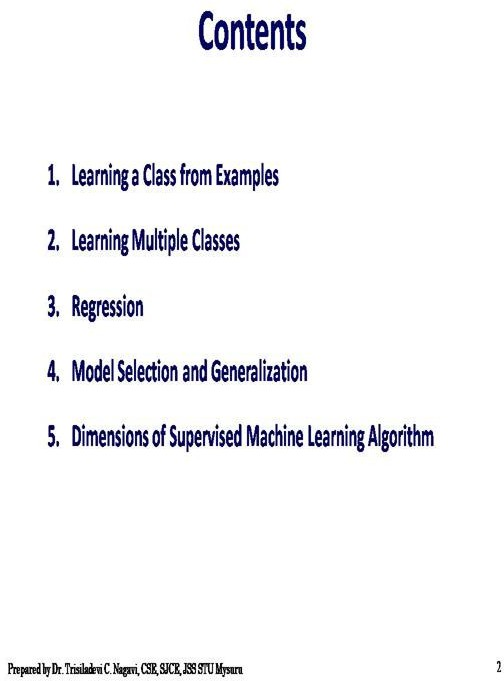 Contents
1. Learning a Class from Examples
2. Learning Multiple Classes
3. Regression
4. Model Selection and Generalization
5. Dimensions of Supervised Machine Learning Algorithm
Prepared by Dr. Trisiladevi C. Nagavi, CSE, SJCE, JSS STU Mysuru
2